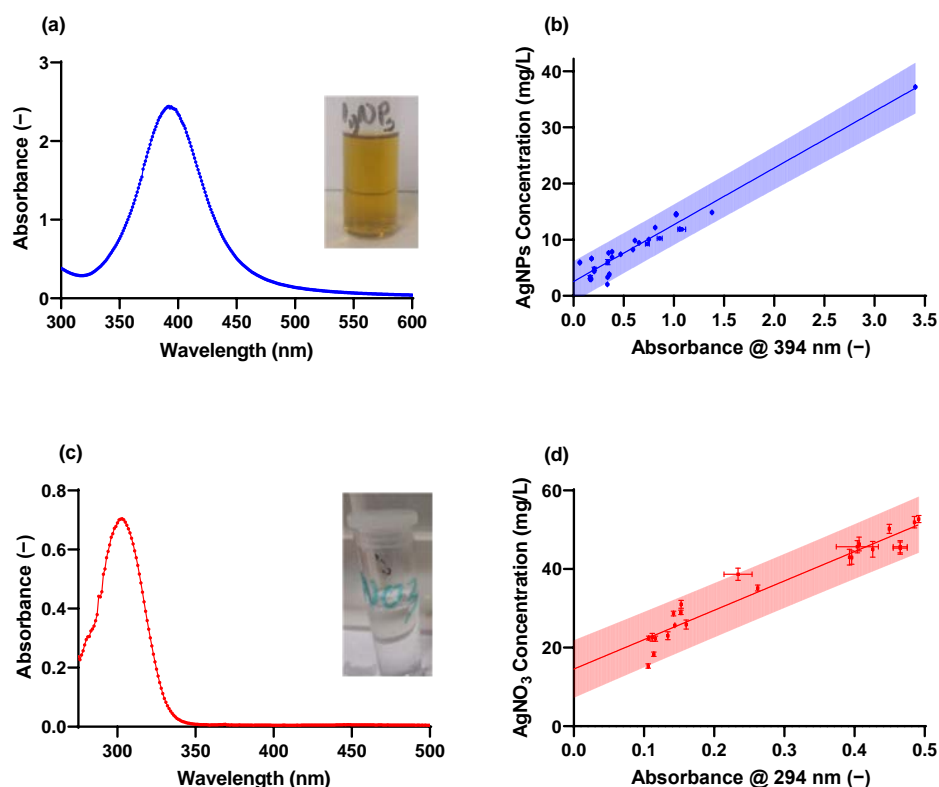 (a)
Absorbance (−)
3
2
1
0
300 350 400 450 500 550 600
Wavelength (nm)
AgNPs
(b)
AgNPs Concentration (mg/L)
40
30
20
10
0
0.0 0.5 1.0 1.5 2.0 2.5 3.0 3.5
Absorbance @ 394 nm (−)
(c)
Absorbance (−)
0.8
0.6
0.4
0.2
0.0
300 350 400 450 500
Wavelength (nm)
NO3
(d)
AgNO3 Concentration (mg/L)
60
40
20
0
0.0 0.1 0.2 0.3 0.4 0.5
Absorbance @ 294 nm (−)